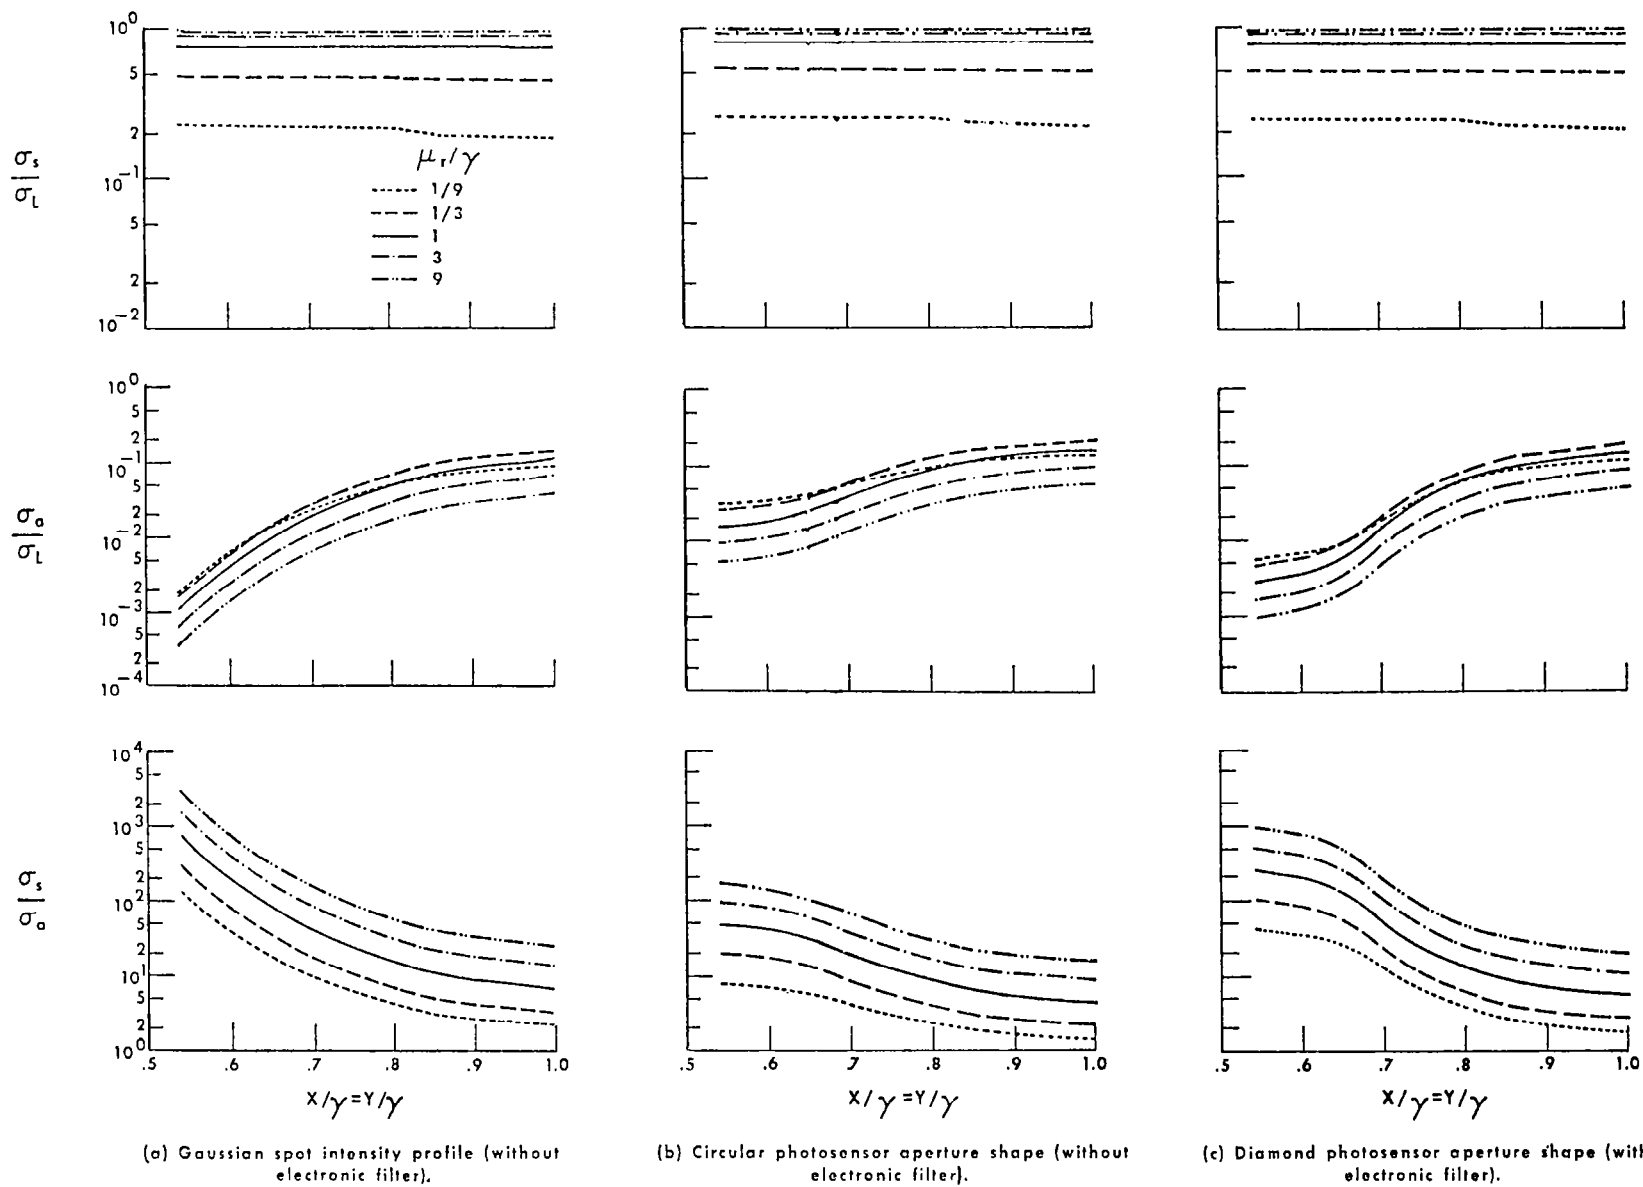 10⁰
5
2
10⁻¹
5
2
10⁻²
σs/σL
μr/γ
1/9
1/3
1
3
9
10⁰
5
2
10⁻¹
5
2
10⁻²
5
2
10⁻³
5
2
10⁻⁴
σa/σL
10⁴
5
2
10³
5
2
10²
5
2
10¹
5
2
10⁰
σs/σa
.5 .6 .7 .8 .9 1.0
.5 .6 .7 .8 .9 1.0
.5 .6 .7 .8 .9 1.0
X/γ=Y/γ
X/γ=Y/γ
X/γ=Y/γ
(a) Gaussian spot intensity profile (without
electronic filter).
(b) Circular photosensor aperture shape (without
electronic filter).
(c) Diamond photosensor aperture shape (with
electronic filter).